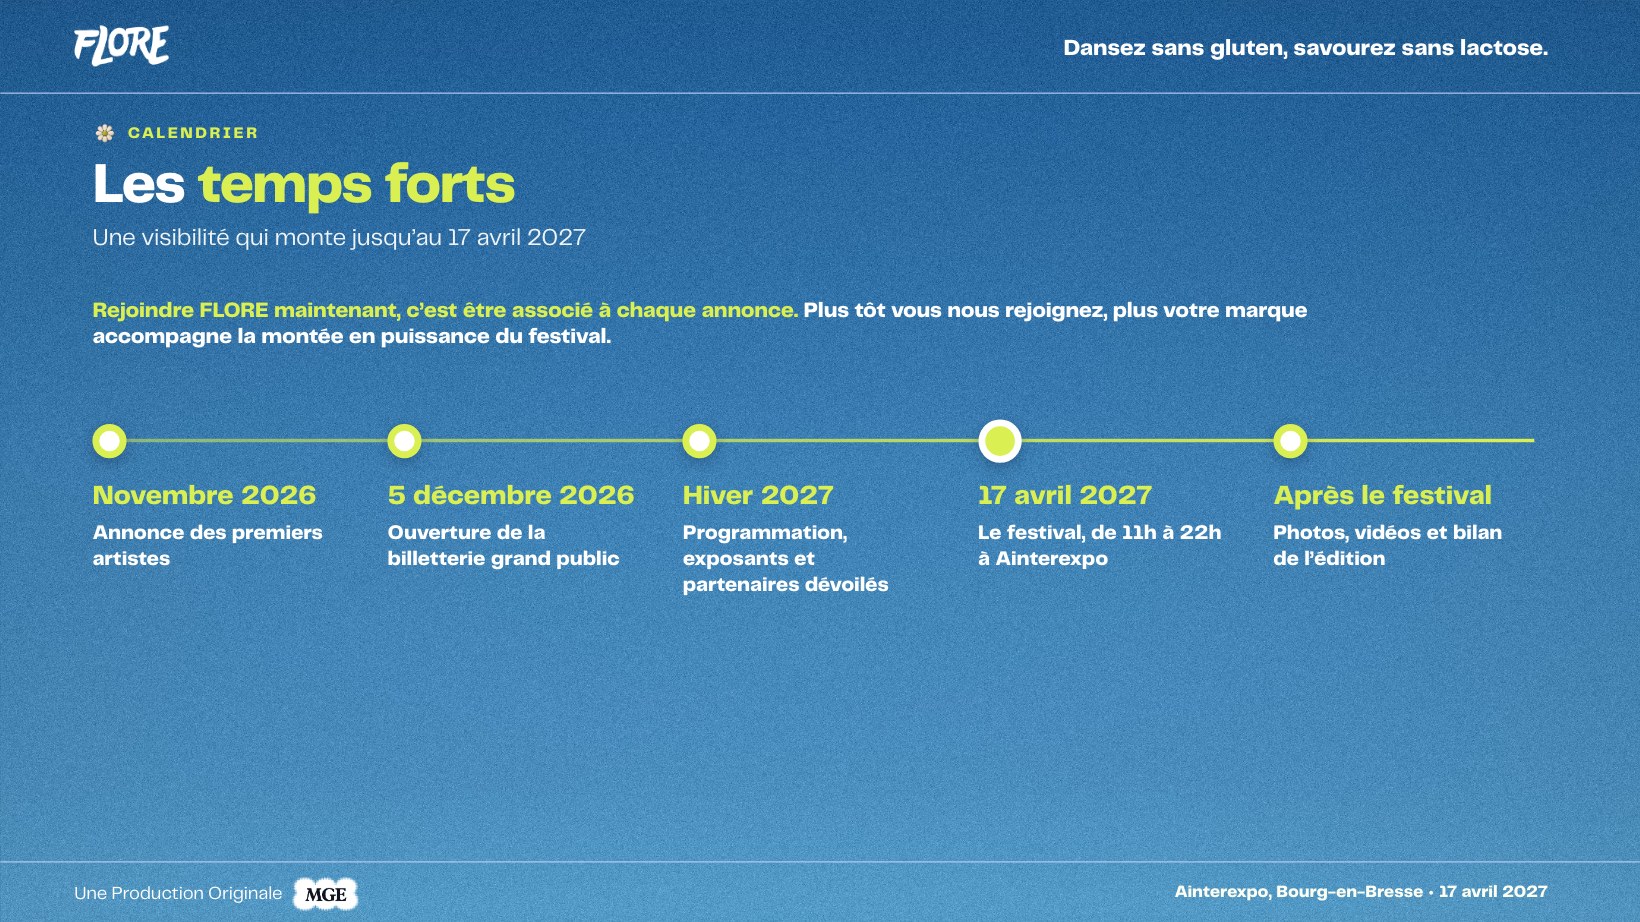 FLORE
Dansez sans gluten, savourez sans lactose.
CALENDRIER
Les temps forts
Une visibilité qui monte jusqu’au 17 avril 2027
Rejoindre FLORE maintenant, c’est être associé à chaque annonce. Plus tôt vous nous rejoignez, plus votre marque
accompagne la montée en puissance du festival.
Novembre 2026
Annonce des premiers
artistes
5 décembre 2026
Ouverture de la
billetterie grand public
Hiver 2027
Programmation,
exposants et
partenaires dévoilés
17 avril 2027
Le festival, de 11h à 22h
à Ainterexpo
Après le festival
Photos, vidéos et bilan
de l’édition
Une Production Originale MGE
Ainterexpo, Bourg-en-Bresse • 17 avril 2027